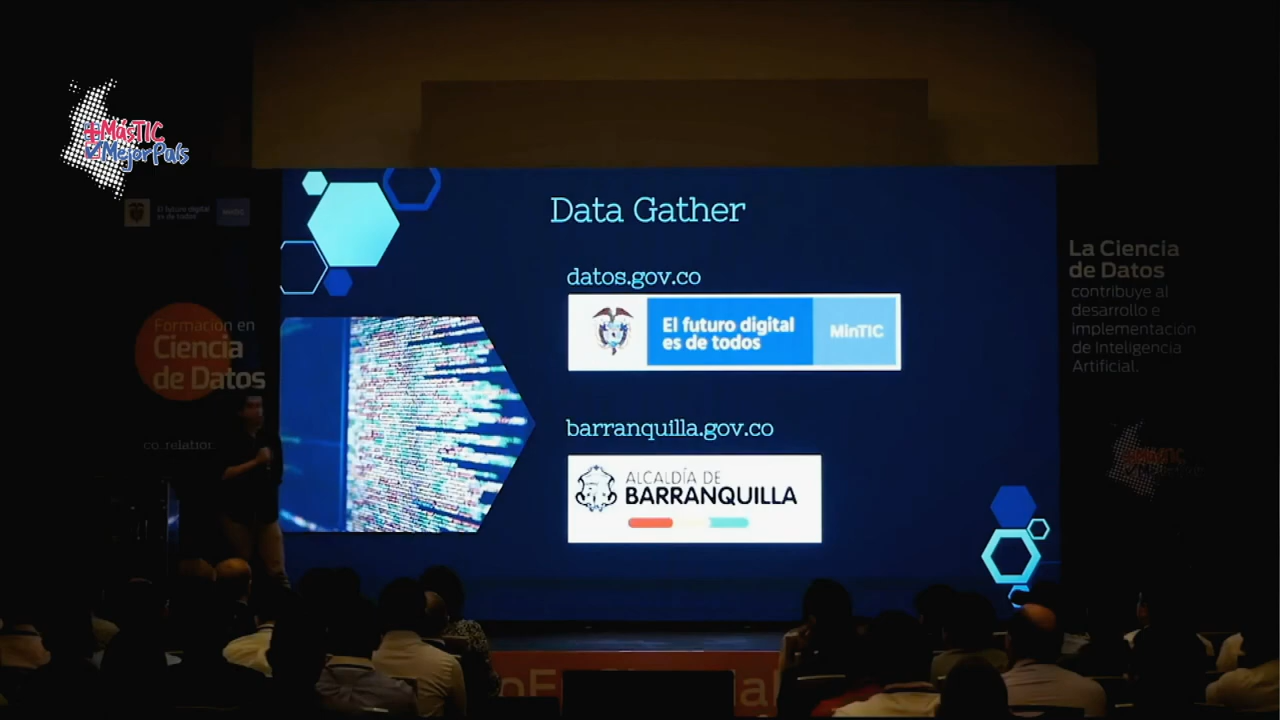 +MásTIC
MejorPaís
El futuro digital
es de todos
MinTIC
Formación en
Ciencia
de Datos
co.relation
Data Gather
datos.gov.co
El futuro digital
es de todos
MinTIC
barranquilla.gov.co
ALCALDÍA DE
BARRANQUILLA
La Ciencia
de Datos
contribuye al
desarrollo e
implementación
de Inteligencia
Artificial.